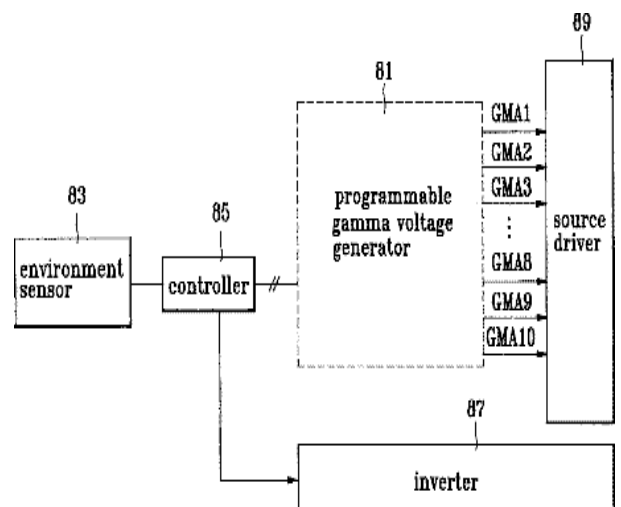 89
81
GMA1
GMA2
GMA3
⋮
GMA8
GMA9
GMA10
programmable
gamma voltage
generator
source
driver
83
environment
sensor
85
controller
87
inverter